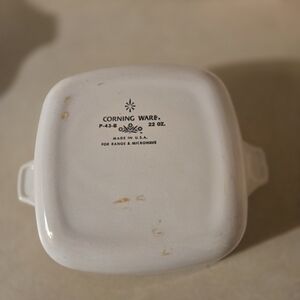 CORNING WARE®
P-43-B 22 OZ.
MADE IN U.S.A.
FOR RANGE & MICROWAVE